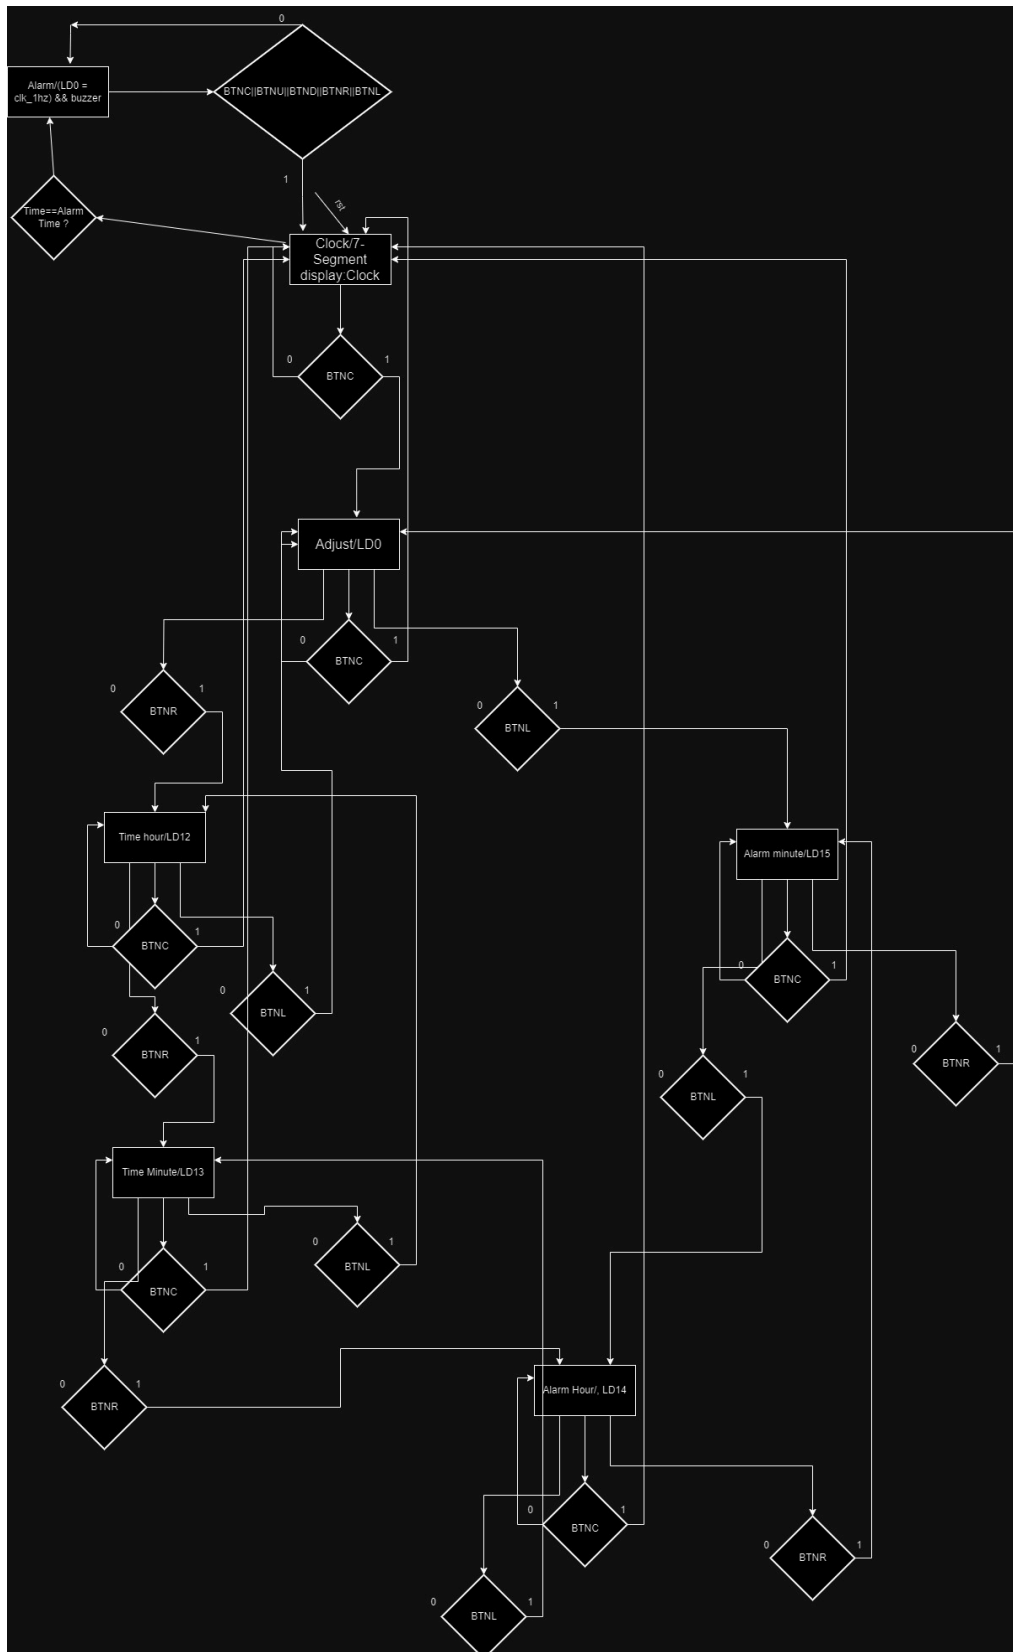 0
Alarm/(LD0 =
clk_1hz) && buzzer
BTNC||BTNU||BTND||BTNR||BTNL
1
rst
Time==Alarm
Time ?
Clock/7-
Segment
display:Clock
0
1
BTNC
Adjust/LD0
0
1
BTNC
0
1
BTNR
0
1
BTNL
Time hour/LD12
Alarm minute/LD15
0
1
BTNC
0
1
BTNC
0
1
BTNL
0
1
BTNR
0
1
BTNR
0
1
BTNL
Time Minute/LD13
0
1
BTNL
0
1
BTNC
0
1
BTNR
Alarm Hour/, LD14
0
1
BTNC
0
1
BTNR
0
1
BTNL